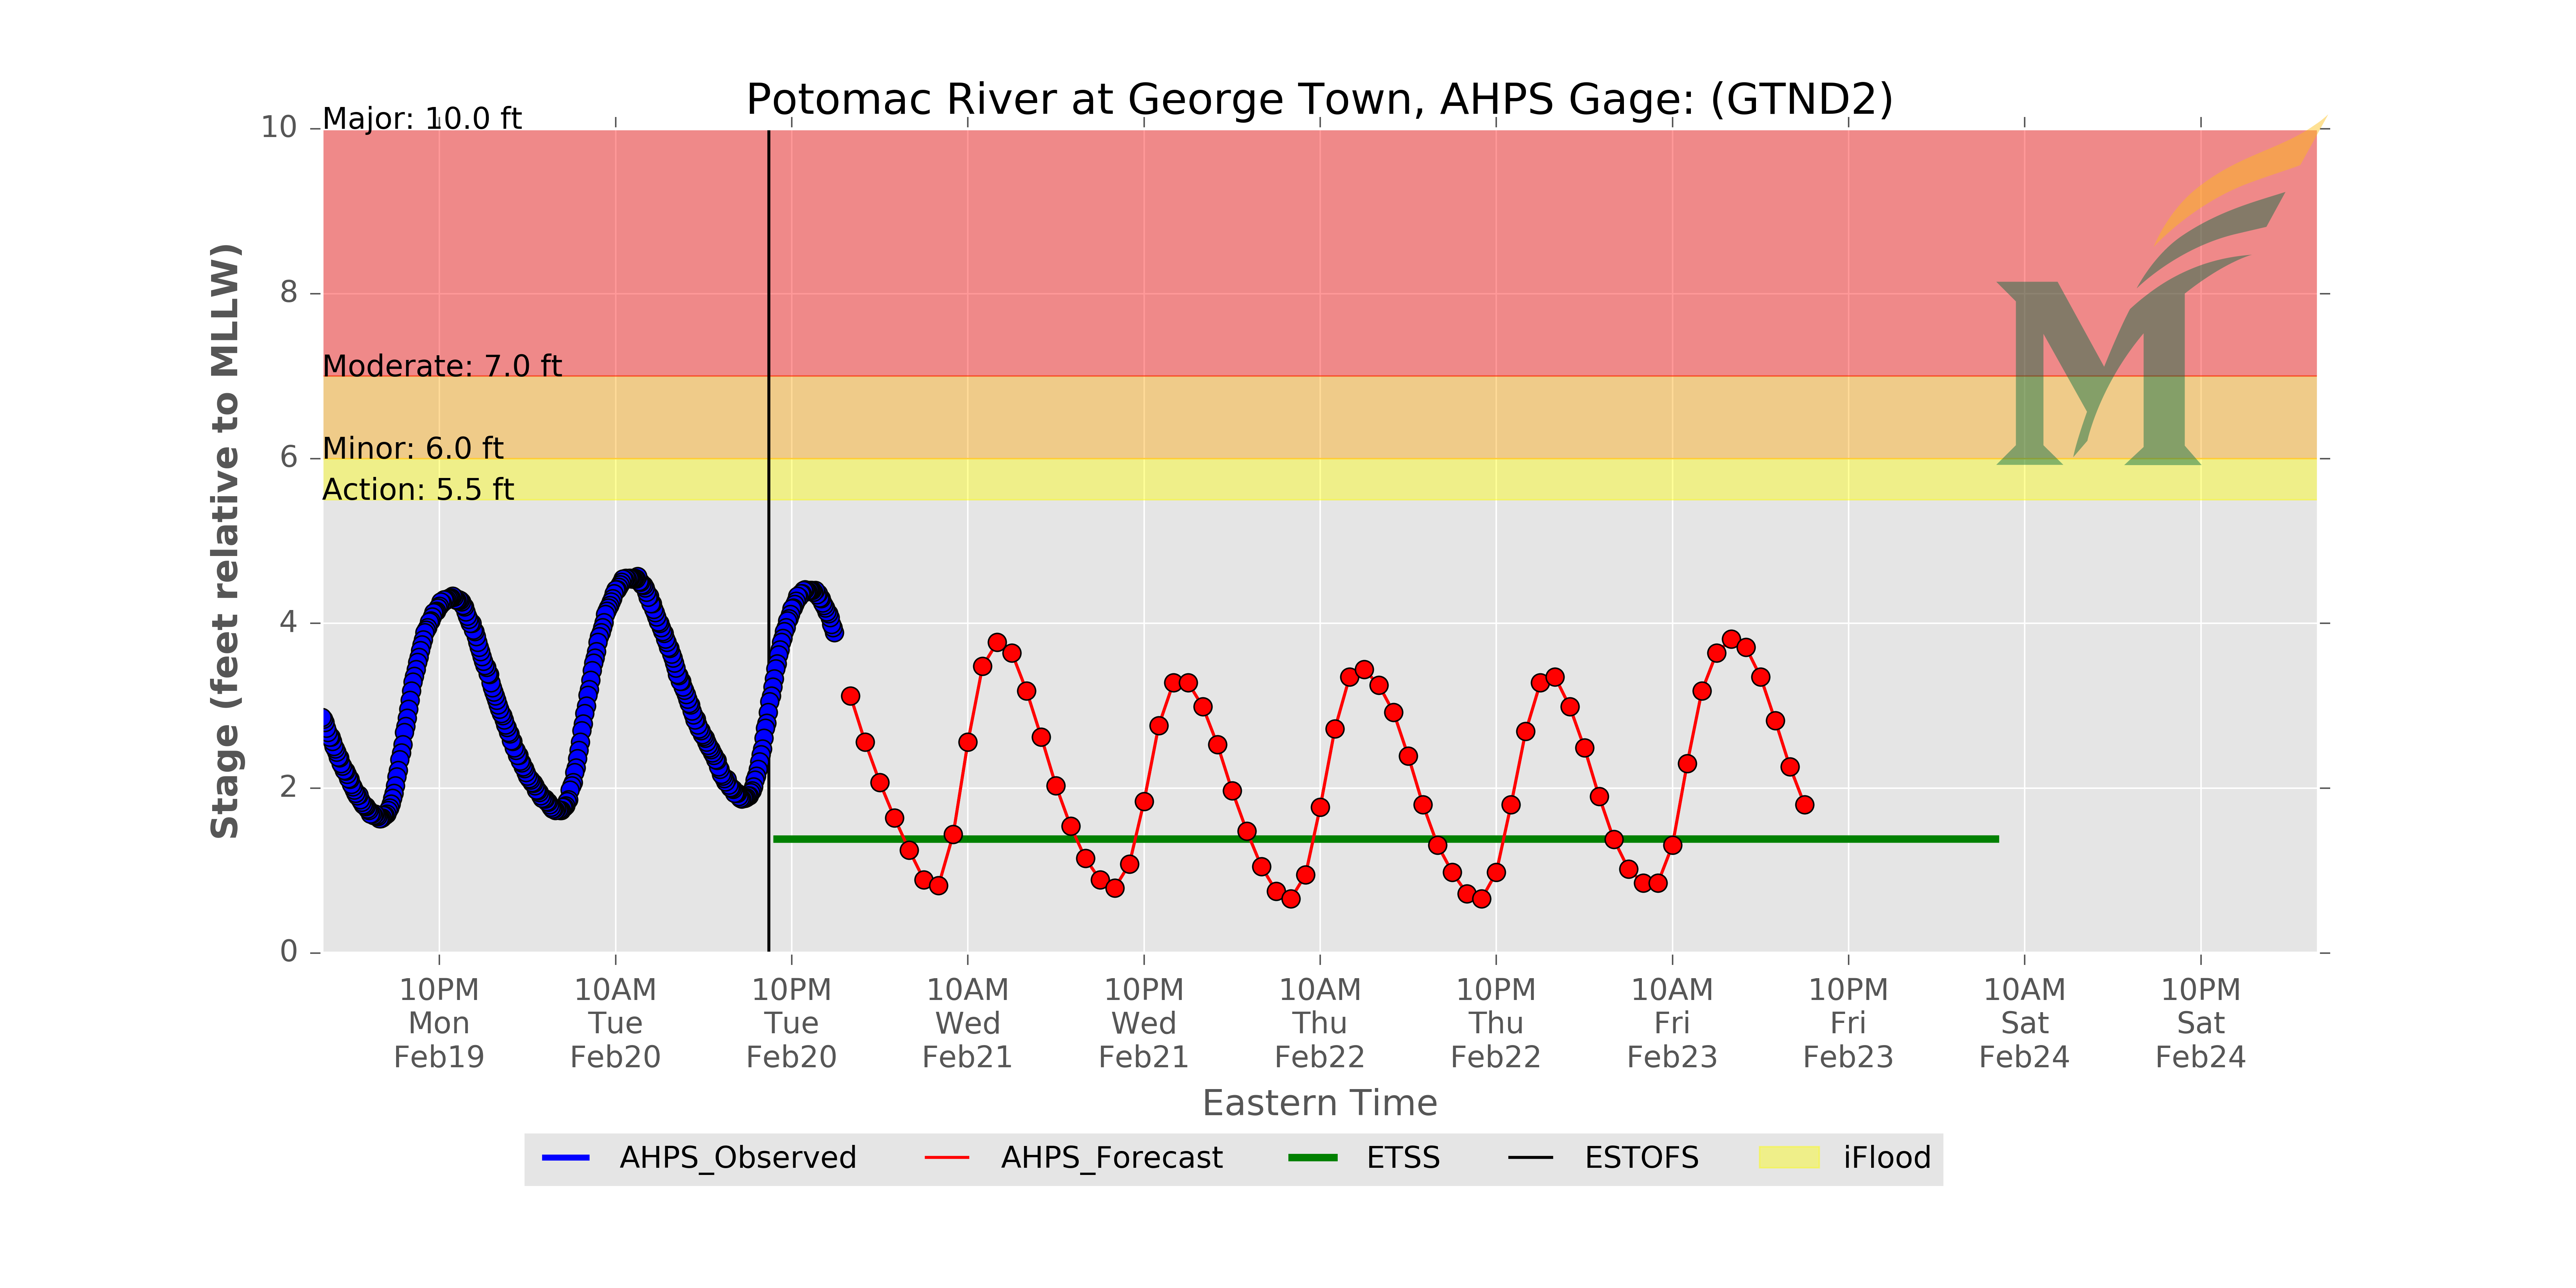 Potomac River at George Town, AHPS Gage: (GTND2)
Major: 10.0 ft
Moderate: 7.0 ft
Minor: 6.0 ft
Action: 5.5 ft
Stage (feet relative to MLLW)
10
8
6
4
2
0
10PM Mon Feb19
10AM Tue Feb20
10PM Tue Feb20
10AM Wed Feb21
10PM Wed Feb21
10AM Thu Feb22
10PM Thu Feb22
10AM Fri Feb23
10PM Fri Feb23
10AM Sat Feb24
10PM Sat Feb24
Eastern Time
AHPS_Observed AHPS_Forecast ETSS ESTOFS iFlood